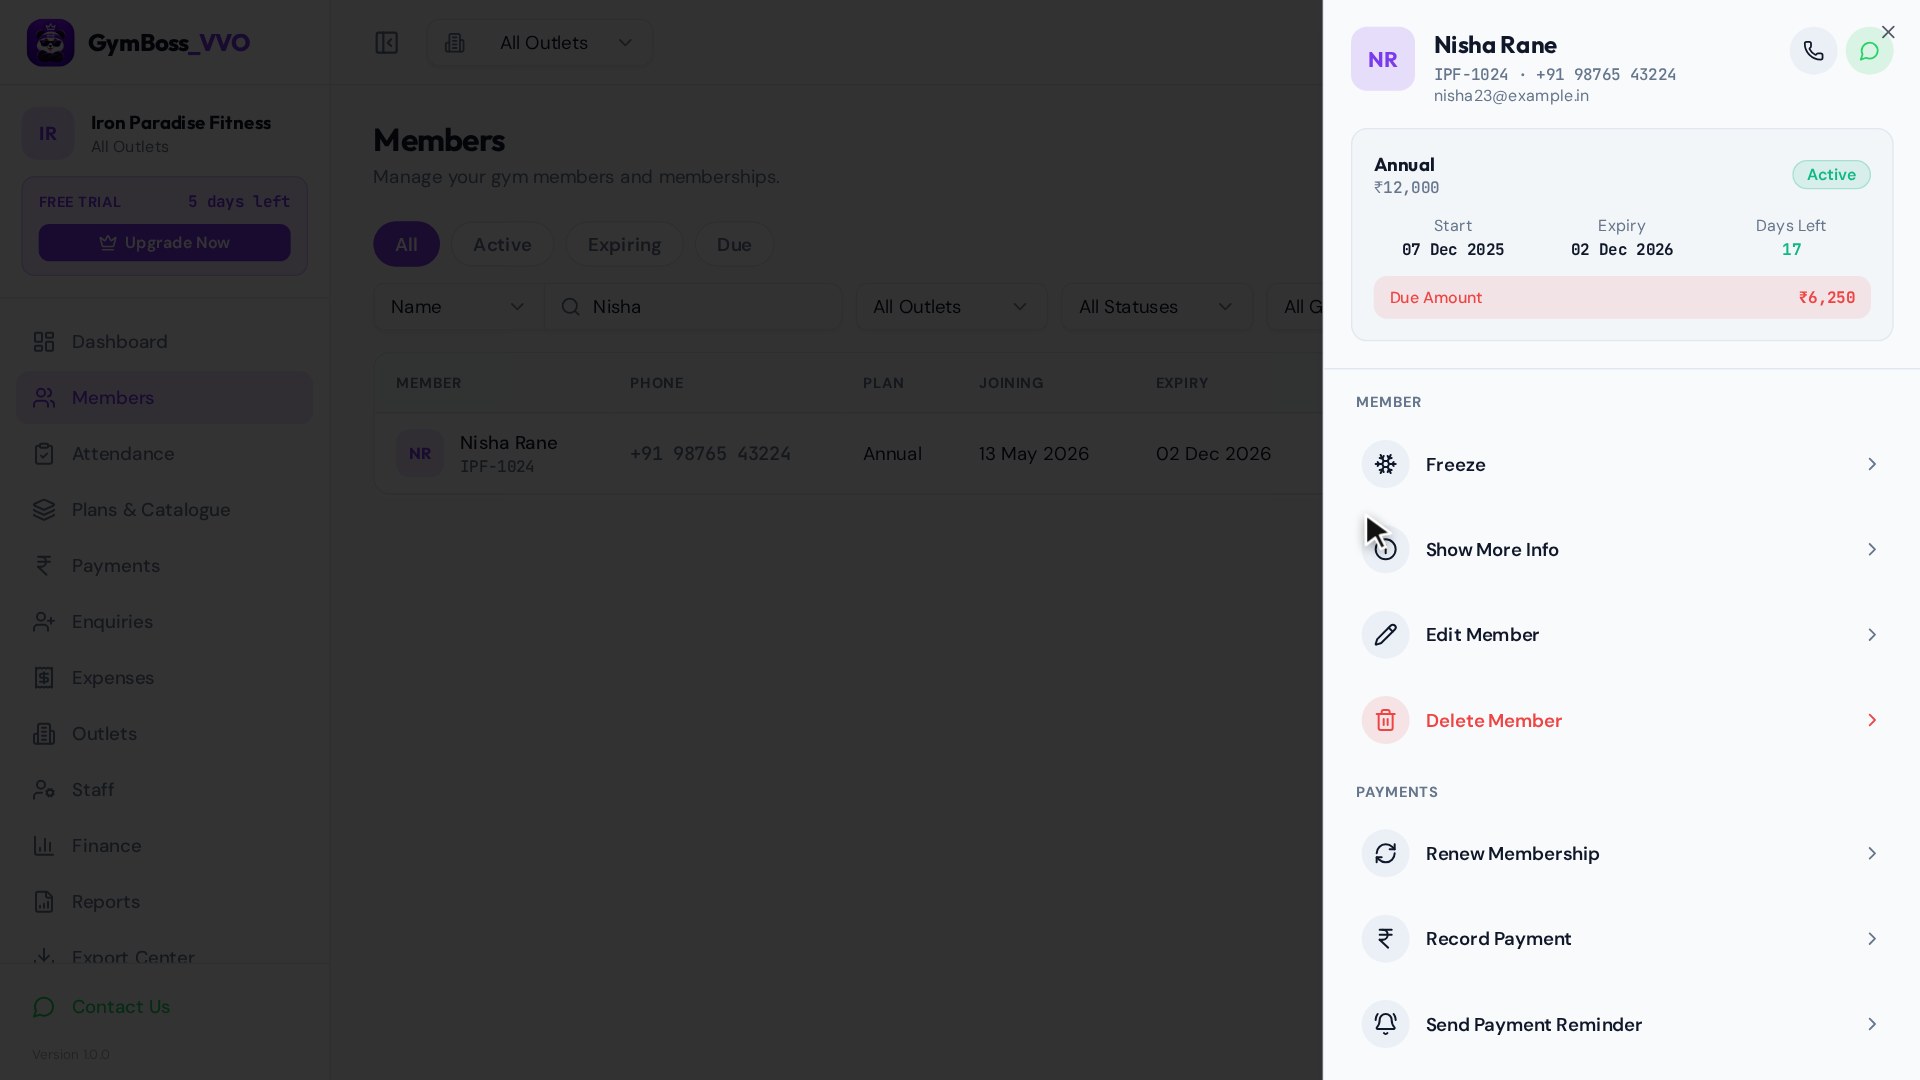 GymBoss_VVO
IR
Iron Paradise Fitness
All Outlets
FREE TRIAL
5 days left
Upgrade Now
Dashboard
Members
Attendance
Plans & Catalogue
Payments
Enquiries
Expenses
Outlets
Staff
Finance
Reports
Export Center
Contact Us
Version 1.0.0
All Outlets
Members
Manage your gym members and memberships.
All
Active
Expiring
Due
Name
Nisha
All Outlets
All Statuses
All G
MEMBER
PHONE
PLAN
JOINING
EXPIRY
NR
Nisha Rane
IPF-1024
+91 98765 43224
Annual
13 May 2026
02 Dec 2026
NR
Nisha Rane
IPF-1024 · +91 98765 43224
nisha23@example.in
Annual
₹12,000
Active
Start
Expiry
Days Left
07 Dec 2025
02 Dec 2026
17
Due Amount
₹6,250
MEMBER
Freeze
Show More Info
Edit Member
Delete Member
PAYMENTS
Renew Membership
Record Payment
Send Payment Reminder